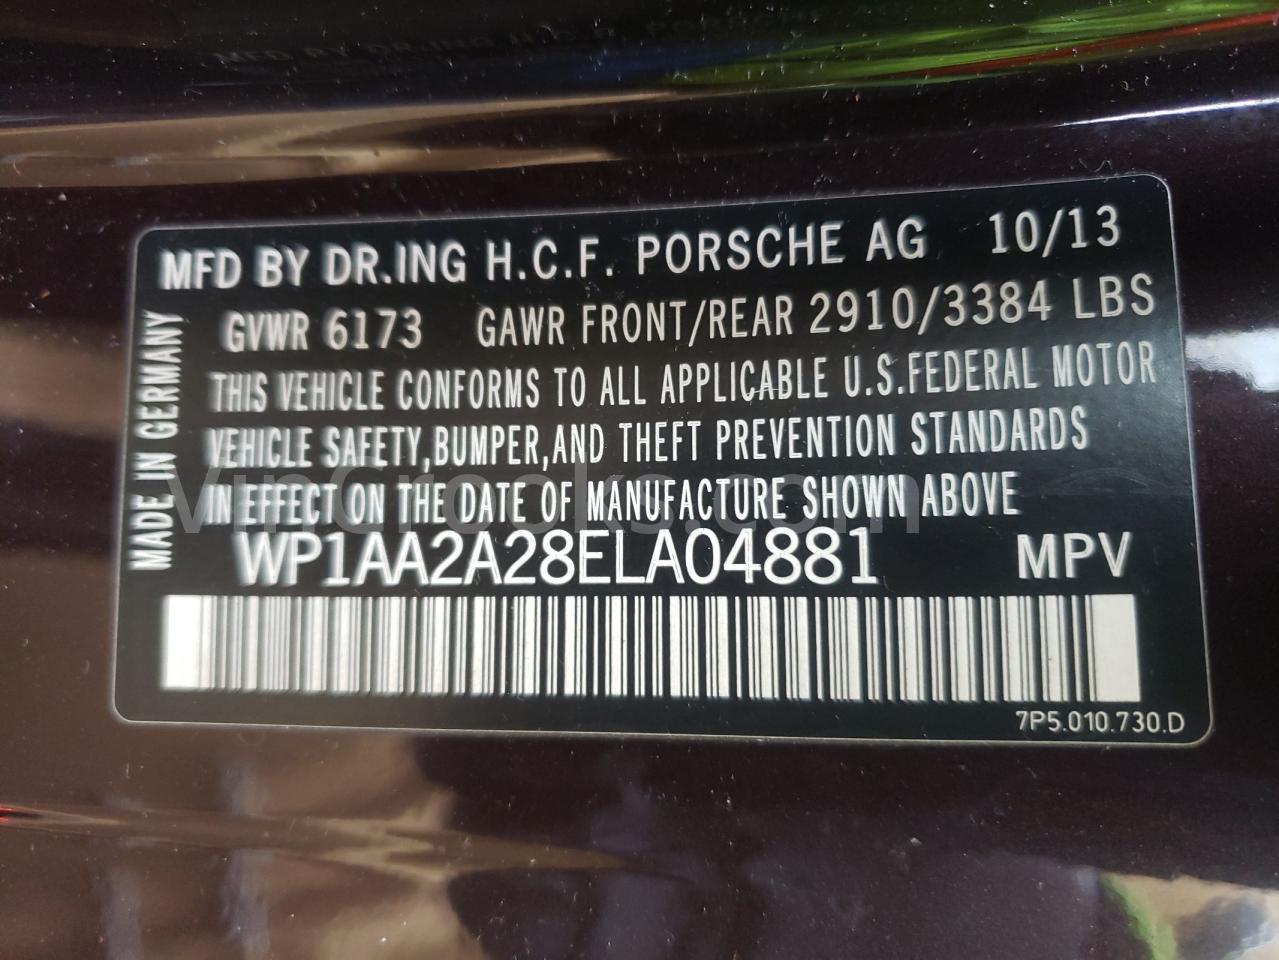 MFD BY DR.ING H.C.F. PORSCHE AG 10/13
GVWR 6173 GAWR FRONT/REAR 2910/3384 LBS
THIS VEHICLE CONFORMS TO ALL APPLICABLE U.S.FEDERAL MOTOR
VEHICLE SAFETY,BUMPER,AND THEFT PREVENTION STANDARDS
IN EFFECT ON THE DATE OF MANUFACTURE SHOWN ABOVE
WP1AA2A28ELA04881 MPV
7P5.010.730.D
MADE IN GERMANY
VinCrooks.com